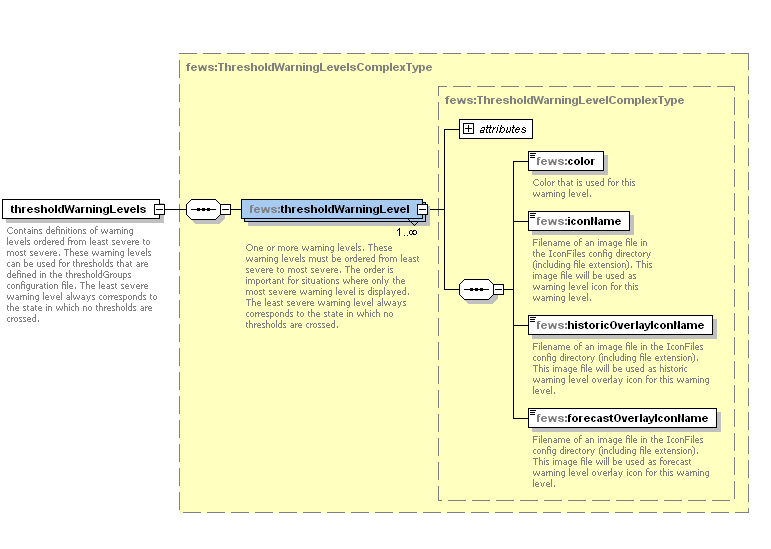 fews:ThresholdWarningLevelsComplexType
fews:ThresholdWarningLevelComplexType
attributes
fews:color
Color that is used for this
warning level.
thresholdWarningLevels
Contains definitions of warning
levels ordered from least severe to
most severe. These warning levels
can be used for thresholds that are
defined in the thresholdGroups
configuration file. The least severe
warning level always corresponds to
the state in which no thresholds are
crossed.
fews:thresholdWarningLevel
1..∞
One or more warning levels. These
warning levels must be ordered from least
severe to most severe. The order is
important for situations where only the
most severe warning level is displayed.
The least severe warning level always
corresponds to the state in which no
thresholds are crossed.
fews:iconName
Filename of an image file in
the IconFiles config directory
(including file extension). This
image file will be used as
warning level icon for this
warning level.
fews:historicOverlayIconName
Filename of an image file in the IconFiles
config directory (including file extension).
This image file will be used as historic
warning level overlay icon for this warning
level.
fews:forecastOverlayIconName
Filename of an image file in the IconFiles
config directory (including file extension).
This image file will be used as forecast
warning level overlay icon for this warning
level.